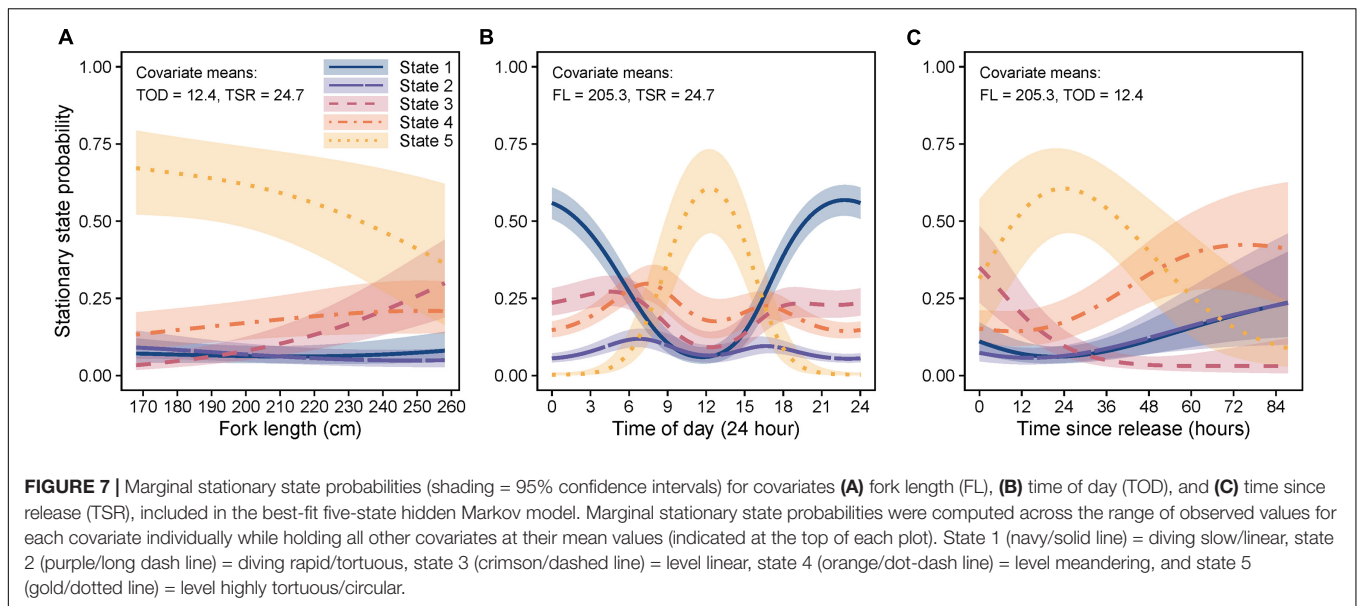 A
B
C
Covariate means:
TOD = 12.4, TSR = 24.7
State 1
State 2
State 3
State 4
State 5
Covariate means:
FL = 205.3, TSR = 24.7
Covariate means:
FL = 205.3, TOD = 12.4
Stationary state probability
1.00
0.75
0.50
0.25
0.00
170 180 190 200 210 220 230 240 250 260
Fork length (cm)
1.00
0.75
0.50
0.25
0.00
0 3 6 9 12 15 18 21 24
Time of day (24 hour)
1.00
0.75
0.50
0.25
0.00
0 12 24 36 48 60 72 84
Time since release (hours)
FIGURE 7 | Marginal stationary state probabilities (shading = 95% confidence intervals) for covariates (A) fork length (FL), (B) time of day (TOD), and (C) time since
release (TSR), included in the best-fit five-state hidden Markov model. Marginal stationary state probabilities were computed across the range of observed values for
each covariate individually while holding all other covariates at their mean values (indicated at the top of each plot). State 1 (navy/solid line) = diving slow/linear, state
2 (purple/long dash line) = diving rapid/tortuous, state 3 (crimson/dashed line) = level linear, state 4 (orange/dot-dash line) = level meandering, and state 5
(gold/dotted line) = level highly tortuous/circular.